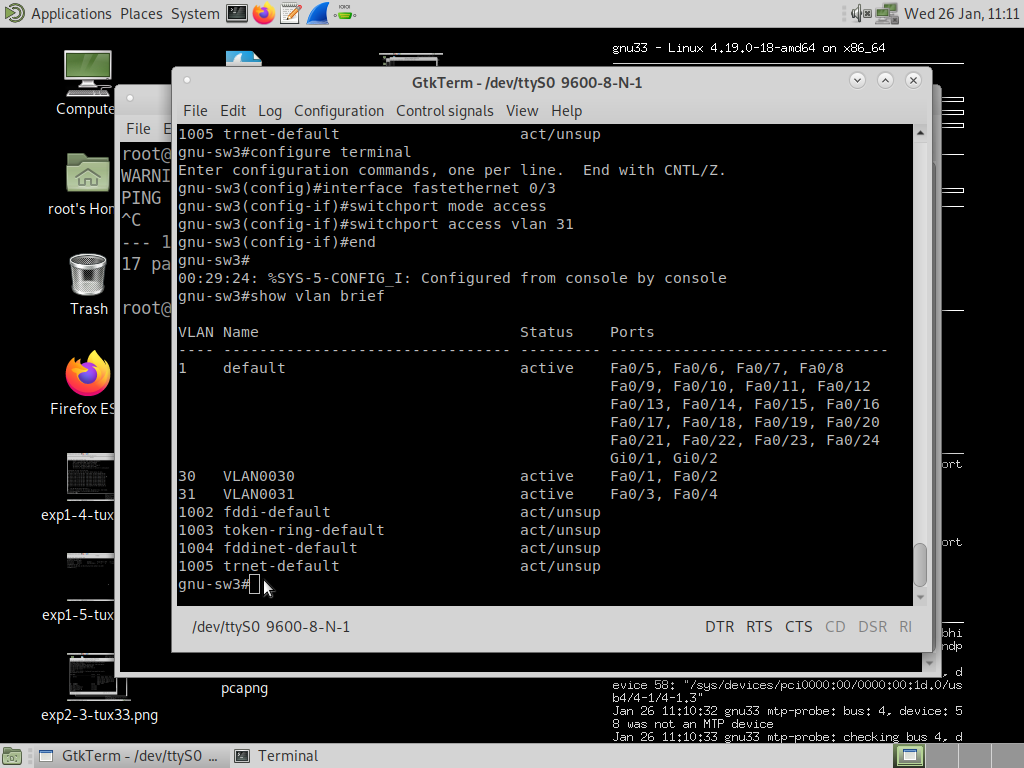 Applications Places System
Wed 26 Jan, 11:11
gnu33 - Linux 4.19.0-18-amd64 on x86_64
Compute
root's Hor
Trash
Firefox ES
exp1-4-tux
exp1-5-tux
exp2-3-tux33.png
pcapng
File E
root@
WARNI
PING
^C
--- 1
17 pa
root@
GtkTerm - /dev/ttyS0 9600-8-N-1
File Edit Log Configuration Control signals View Help
1005 trnet-default act/unsup
gnu-sw3#configure terminal
Enter configuration commands, one per line. End with CNTL/Z.
gnu-sw3(config)#interface fastethernet 0/3
gnu-sw3(config-if)#switchport mode access
gnu-sw3(config-if)#switchport access vlan 31
gnu-sw3(config-if)#end
gnu-sw3#
00:29:24: %SYS-5-CONFIG_I: Configured from console by console
gnu-sw3#show vlan brief
VLAN Name Status Ports
---- -------------------------------- --------- -------------------------------
1 default active Fa0/5, Fa0/6, Fa0/7, Fa0/8
Fa0/9, Fa0/10, Fa0/11, Fa0/12
Fa0/13, Fa0/14, Fa0/15, Fa0/16
Fa0/17, Fa0/18, Fa0/19, Fa0/20
Fa0/21, Fa0/22, Fa0/23, Fa0/24
Gi0/1, Gi0/2
30 VLAN0030 active Fa0/1, Fa0/2
31 VLAN0031 active Fa0/3, Fa0/4
1002 fddi-default act/unsup
1003 token-ring-default act/unsup
1004 fddinet-default act/unsup
1005 trnet-default act/unsup
gnu-sw3#
/dev/ttyS0 9600-8-N-1 DTR RTS CTS CD DSR RI
ort
ort
bhi
ndp
, d
evice 58: "/sys/devices/pci0000:00/0000:00:1d.0/us
b4/4-1/4-1.3"
Jan 26 11:10:32 gnu33 mtp-probe: bus: 4, device: 5
8 was not an MTP device
Jan 26 11:10:33 gnu33 mtp-probe: checking bus 4, d
GtkTerm - /dev/ttyS0 ...
Terminal